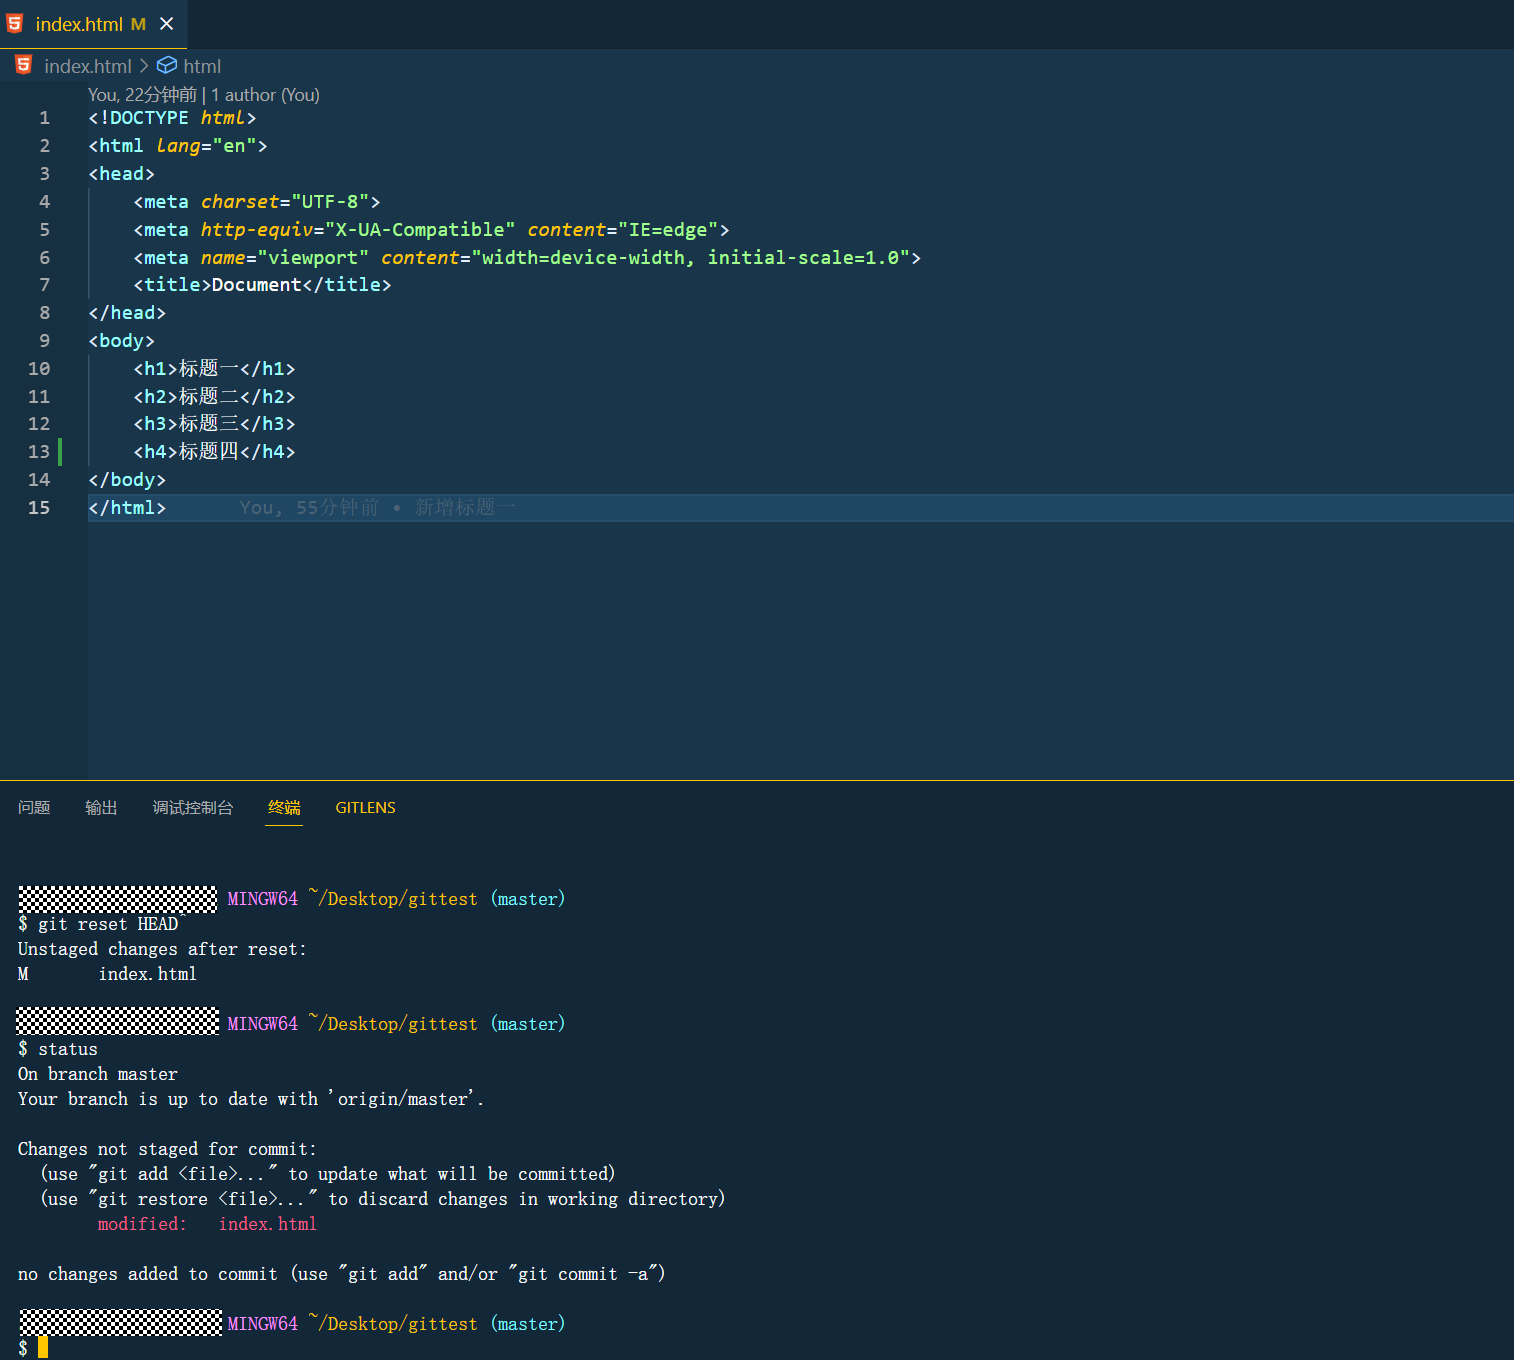 index.html M ×
index.html > html
You, 22分钟前 | 1 author (You)
1 <!DOCTYPE html>
2 <html lang="en">
3 <head>
4     <meta charset="UTF-8">
5     <meta http-equiv="X-UA-Compatible" content="IE=edge">
6     <meta name="viewport" content="width=device-width, initial-scale=1.0">
7     <title>Document</title>
8 </head>
9 <body>
10     <h1>标题一</h1>
11     <h2>标题二</h2>
12     <h3>标题三</h3>
13     <h4>标题四</h4>
14 </body>
15 </html> You, 55分钟前 • 新增标题一
问题 输出 调试控制台 终端 GITLENS
MINGW64 ~/Desktop/gittest (master)
$ git reset HEAD^
Unstaged changes after reset:
M       index.html
MINGW64 ~/Desktop/gittest (master)
$ status
On branch master
Your branch is up to date with 'origin/master'.
Changes not staged for commit:
  (use "git add <file>..." to update what will be committed)
  (use "git restore <file>..." to discard changes in working directory)
        modified:   index.html
no changes added to commit (use "git add" and/or "git commit -a")
MINGW64 ~/Desktop/gittest (master)
$